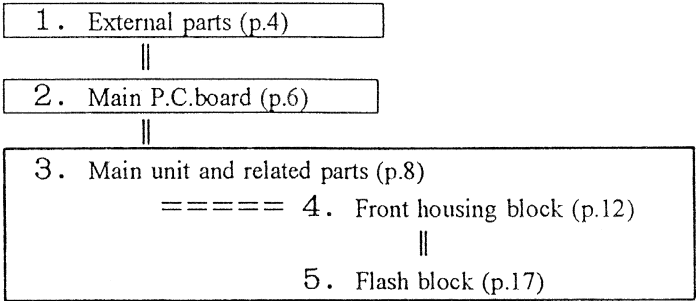 1. External parts (p.4)
2. Main P.C.board (p.6)
3. Main unit and related parts (p.8)
===== 4. Front housing block (p.12)
5. Flash block (p.17)